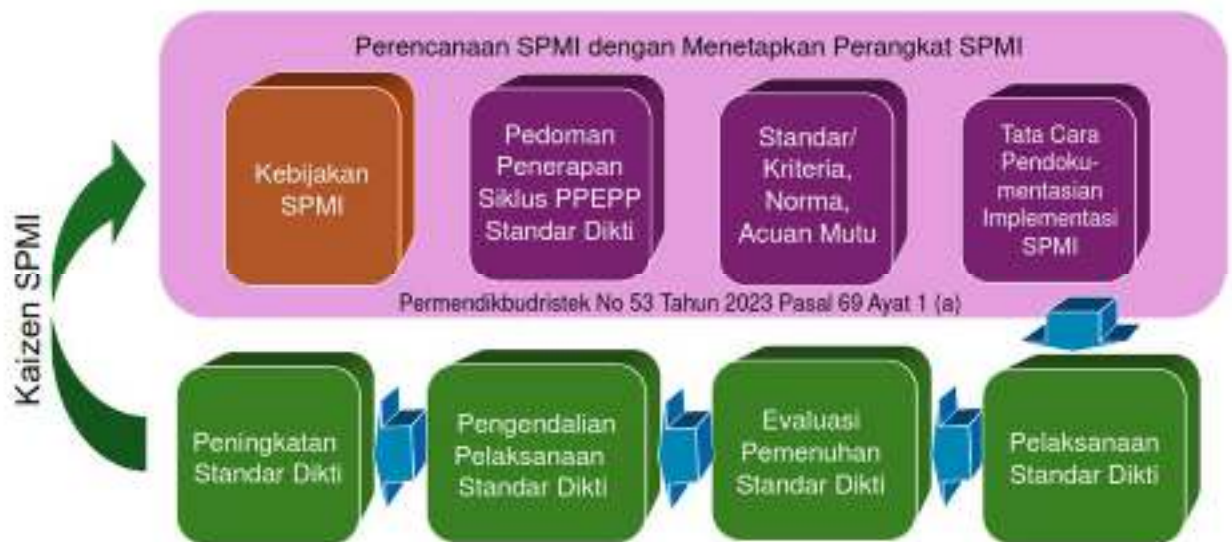 Perencanaan SPMI dengan Menetapkan Perangkat SPMI
Kebijakan
SPMI
Pedoman
Penerapan
Siklus PPEPP
Standar Dikti
Standar/
Kriteria,
Norma,
Acuan Mutu
Tata Cara
Pendoku-
mentasian
Implementasi
SPMI
Permendikbudristek No 53 Tahun 2023 Pasal 69 Ayat 1 (a)
Kaizen SPMI
Peningkatan
Standar Dikti
Pengendalian
Pelaksanaan
Standar Dikti
Evaluasi
Pemenuhan
Standar Dikti
Pelaksanaan
Standar Dikti